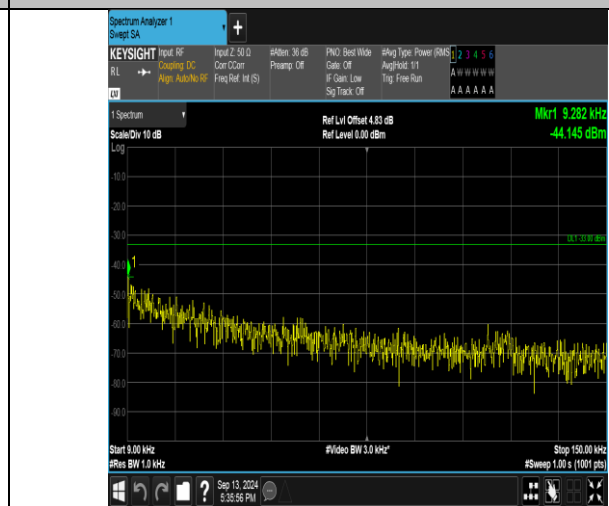 Spectrum Analyzer 1
Swept SA
+
KEYSIGHT
RL
Input: RF
Coupling: DC
Align: Auto/No RF
Input Z: 50 Ω
Corr CCorr
Freq Ref: Int (S)
#Atten: 36 dB
Preamp: Off
PNO: Best Wide
Gate: Off
IF Gain: Low
Sig Track: Off
#Avg Type: Power (RMS
Avg|Hold: 1/1
Trig: Free Run
1 2 3 4 5 6
A W W W W W
A A A A A A
LXI
1 Spectrum
Ref Lvl Offset 4.83 dB
Mkr1 9.282 kHz
Scale/Div 10 dB
Ref Level 0.00 dBm
-44.145 dBm
Log
-10.0
-20.0
-30.0
DL1 -33.00 dBm
-40.0
1
-50.0
-60.0
-70.0
-80.0
-90.0
Start 9.00 kHz
#Video BW 3.0 kHz*
Stop 150.00 kHz
#Res BW 1.0 kHz
#Sweep 1.00 s (1001 pts)
?
Sep 13, 2024
5:35:56 PM